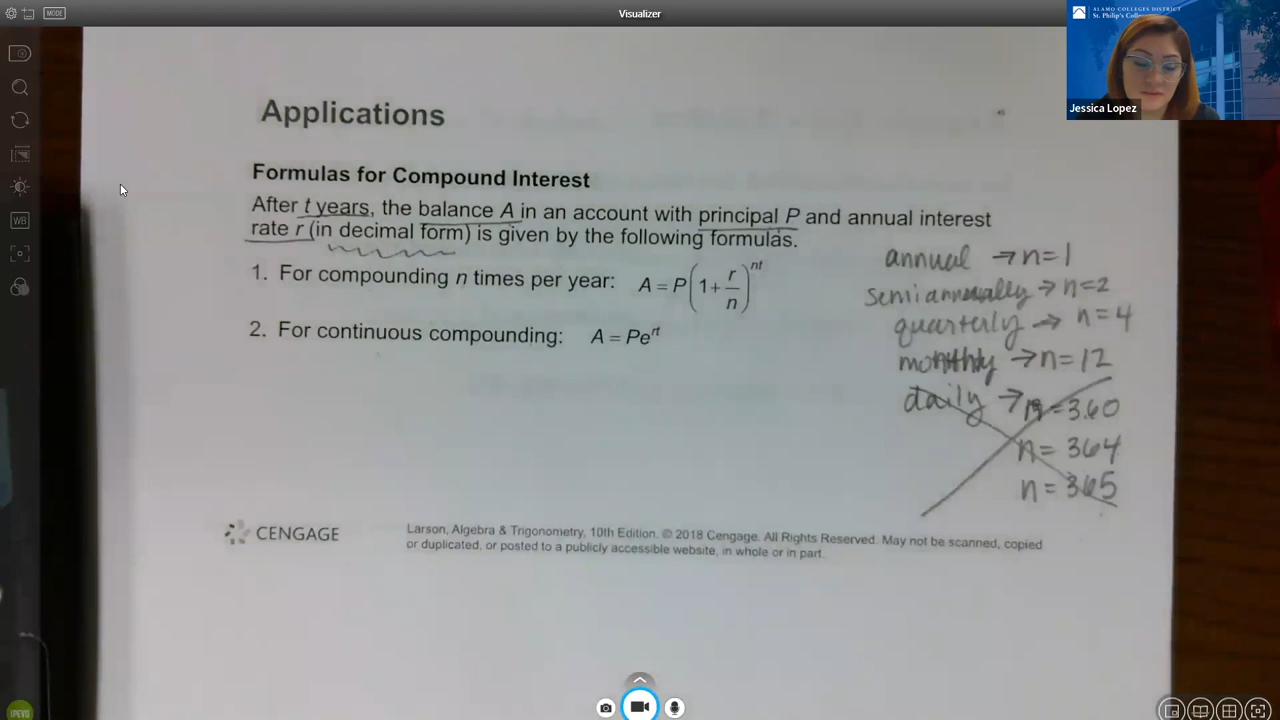 MODE
Visualizer
ALAMO COLLEGES DISTRICT
St. Philip's
Jessica Lopez
Applications
Formulas for Compound Interest
After t years, the balance A in an account with principal P and annual interest
rate r (in decimal form) is given by the following formulas.
1. For compounding n times per year: A = P(1+ r/n)^nt
2. For continuous compounding: A = Pe^rt
annual → n=1
semiannually → n=2
quarterly → n=4
monthly → n=12
daily → n=360
n=364
n=365
CENGAGE
Larson, Algebra & Trigonometry, 10th Edition. © 2018 Cengage. All Rights Reserved. May not be scanned, copied
or duplicated, or posted to a publicly accessible website, in whole or in part.
WB
IPEVO